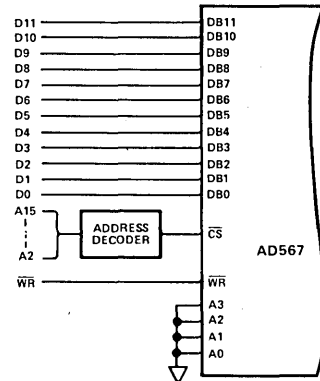 D11 DB11
D10 DB10
D9 DB9
D8 DB8
D7 DB7
D6 DB6
D5 DB5
D4 DB4
D3 DB3
D2 DB2
D1 DB1
D0 DB0
A15
ADDRESS
DECODER
CS
A2
AD567
WR WR
A3
A2
A1
A0